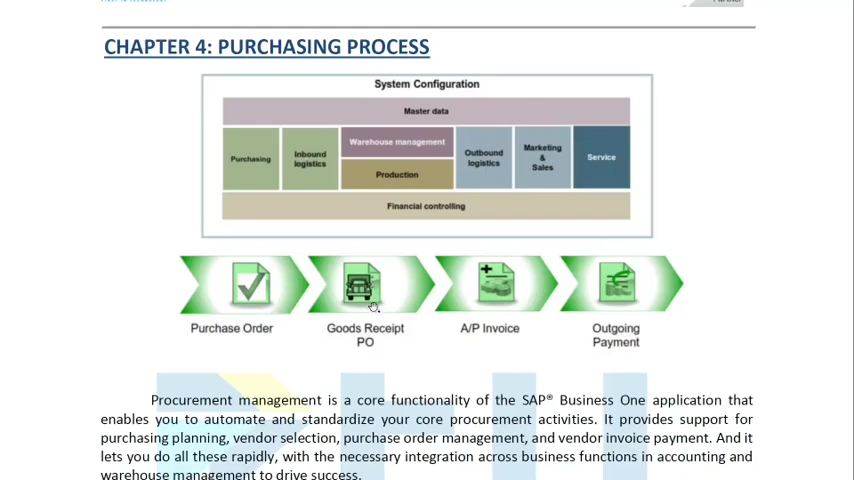 CHAPTER 4: PURCHASING PROCESS
System Configuration
Master data
Purchasing
Inbound
logistics
Warehouse management
Production
Outbound
logistics
Marketing
&
Sales
Service
Financial controlling
Purchase Order
Goods Receipt
PO
A/P Invoice
Outgoing
Payment
Procurement management is a core functionality of the SAP® Business One application that
enables you to automate and standardize your core procurement activities. It provides support for
purchasing planning, vendor selection, purchase order management, and vendor invoice payment. And it
lets you do all these rapidly, with the necessary integration across business functions in accounting and
warehouse management to drive success.